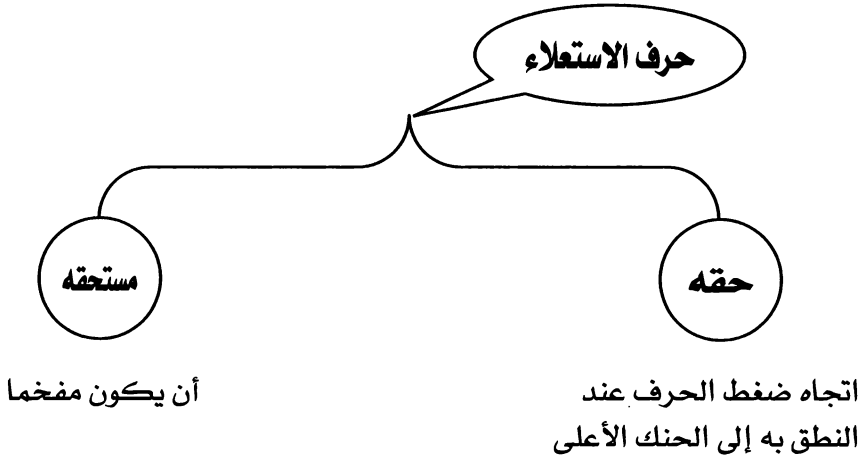 حرف الاستعلاء
حقه
مستحقه
اتجاه ضغط الحرف عند
النطق به إلى الحنك الأعلى
أن يكون مفخما